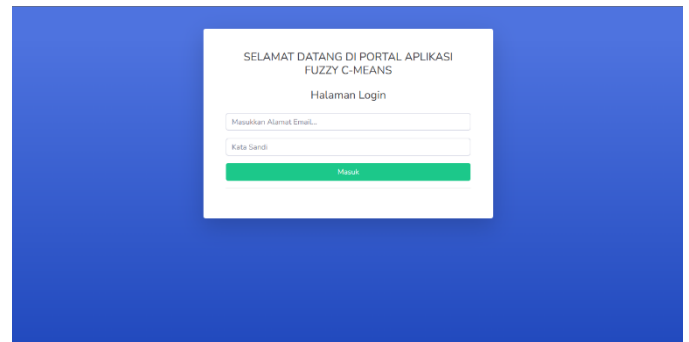 SELAMAT DATANG DI PORTAL APLIKASI
FUZZY C-MEANS
Halaman Login
Masukkan Alamat Email...
Kata Sandi
Masuk